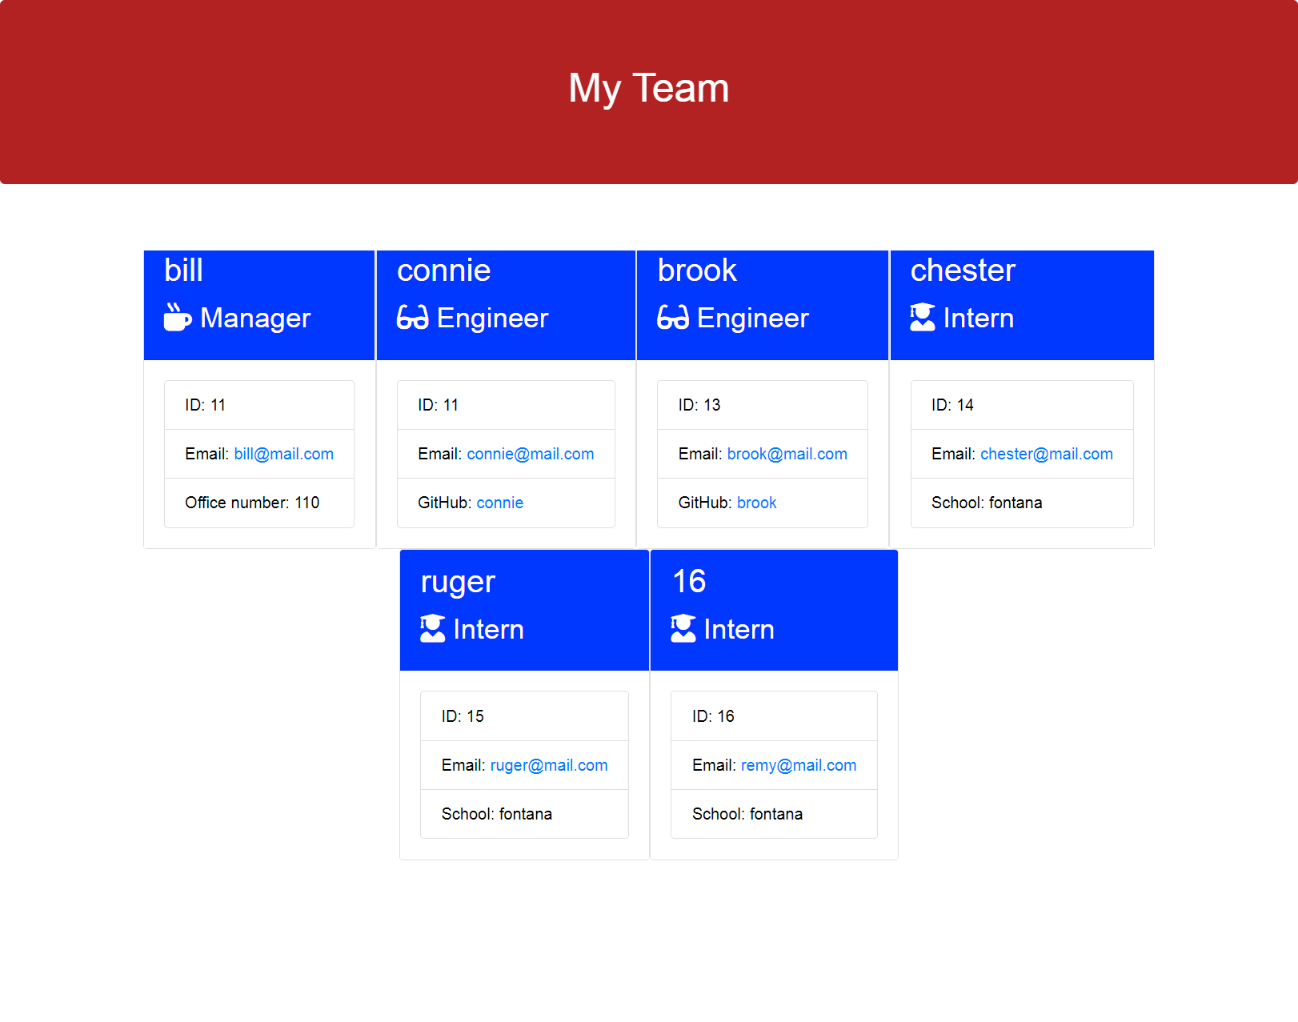 My Team
bill
Manager
ID: 11
Email: bill@mail.com
Office number: 110
connie
Engineer
ID: 11
Email: connie@mail.com
GitHub: connie
brook
Engineer
ID: 13
Email: brook@mail.com
GitHub: brook
chester
Intern
ID: 14
Email: chester@mail.com
School: fontana
ruger
Intern
ID: 15
Email: ruger@mail.com
School: fontana
16
Intern
ID: 16
Email: remy@mail.com
School: fontana